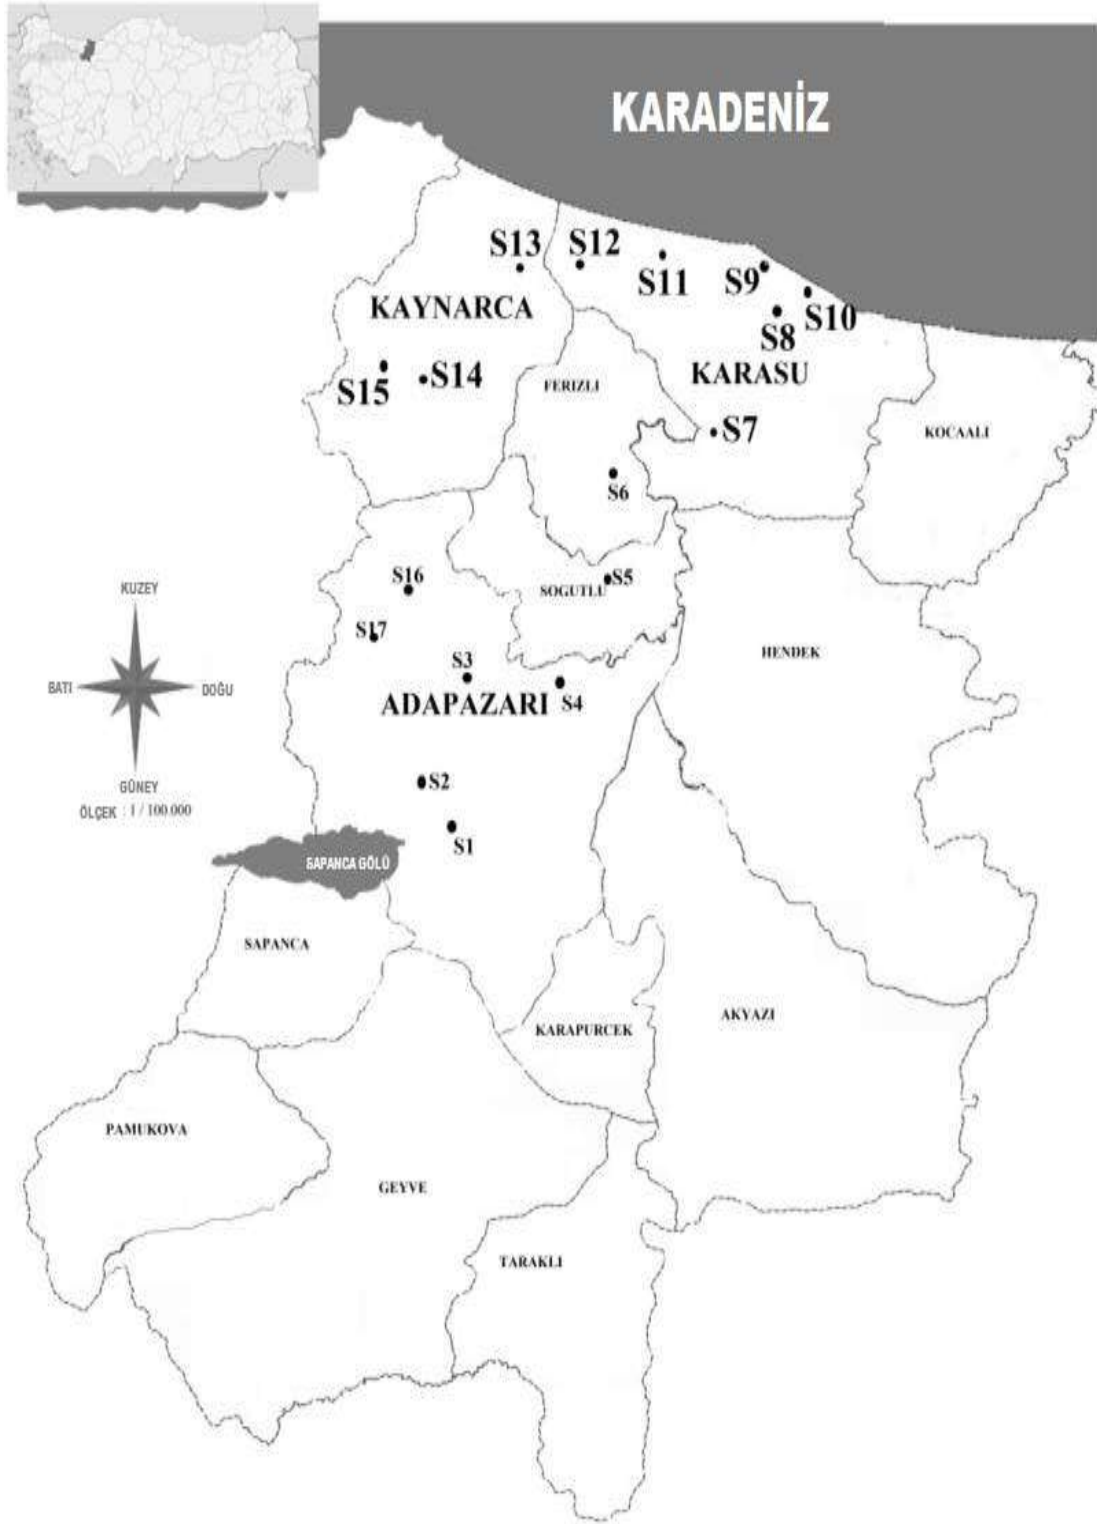 KARADENİZ
S13
S12
S11
S9
S10
S8
KAYNARCA
KARASU
S15
S14
FERIZLI
S7
KOCAALI
S6
S16
SOGUTLU
S5
KUZEY
S17
HENDEK
BATI
DOĞU
S3
ADAPAZARI
S4
GÜNEY
ÖLÇEK : 1 / 100.000
S2
S1
SAPANCA GÖLÜ
SAPANCA
KARAPURCEK
AKYAZI
PAMUKOVA
GEYVE
TARAKLI